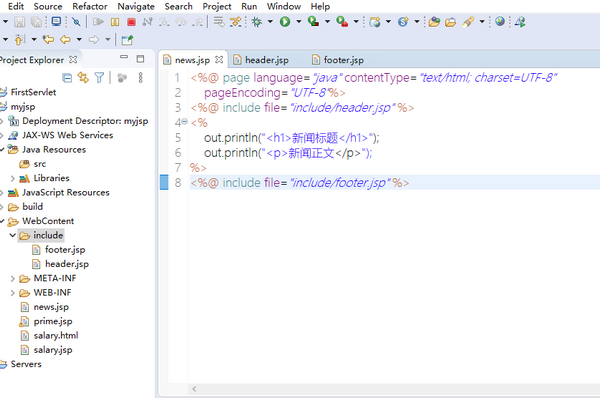 Edit Source Refactor Navigate Search Project Run Window Help
Project Explorer
news.jsp header.jsp footer.jsp
FirstServlet
myjsp
Deployment Descriptor: myjsp
JAX-WS Web Services
Java Resources
src
Libraries
JavaScript Resources
build
WebContent
include
footer.jsp
header.jsp
META-INF
WEB-INF
news.jsp
prime.jsp
salary.html
salary.jsp
Servers
1 <%@ page language="java" contentType="text/html; charset=UTF-8"
2 pageEncoding="UTF-8"%>
3 <%@ include file="include/header.jsp" %>
4 <%
5 out.println("<h1>新闻标题</h1>");
6 out.println("<p>新闻正文</p>");
7 %>
8 <%@ include file="include/footer.jsp" %>